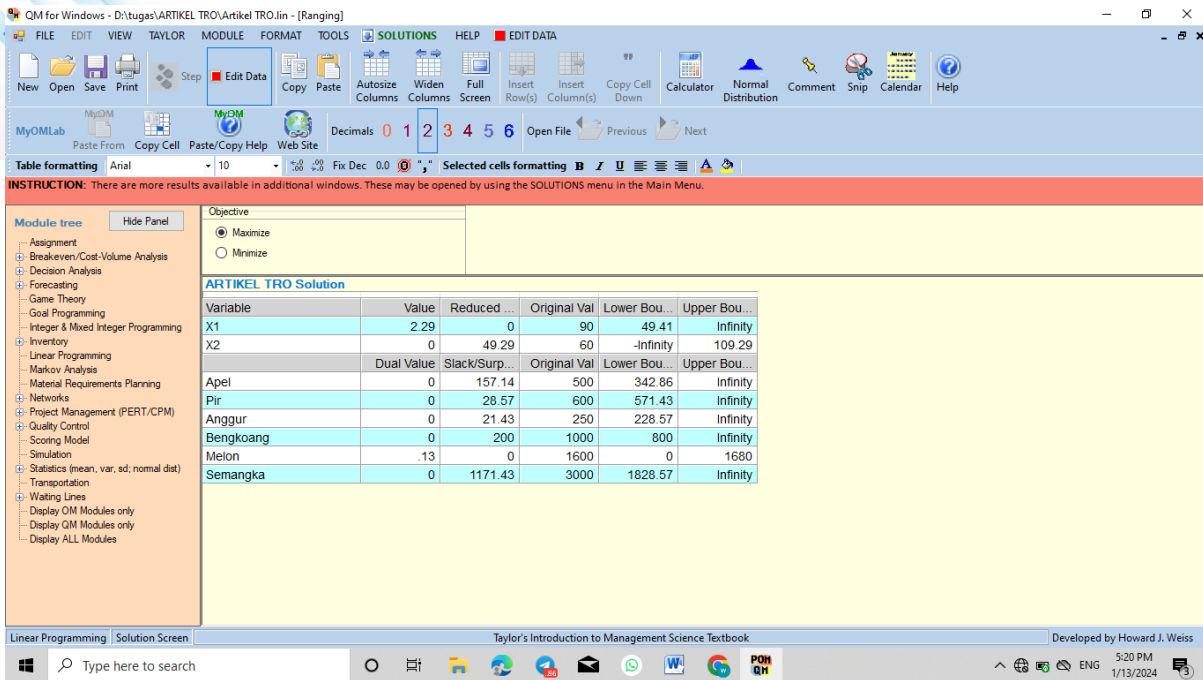 QM for Windows - D:\tugas\ARTIKEL TRO\Artikel TRO.lin - [Ranging]
FILE EDIT VIEW TAYLOR MODULE FORMAT TOOLS SOLUTIONS HELP EDIT DATA
New Open Save Print Step Edit Data Copy Paste Autosize Columns Widen Columns Full Screen Insert Row(s) Insert Column(s) Copy Cell Down Calculator Normal Distribution Comment Snip Calendar Help
MyOMLab Paste From Copy Cell Paste/Copy Help Web Site Decimals 0 1 2 3 4 5 6 Open File Previous Next
Table formatting Arial 10 Fix Dec 0.0 Selected cells formatting B I U A
INSTRUCTION: There are more results available in additional windows. These may be opened by using the SOLUTIONS menu in the Main Menu.
Module tree Hide Panel
Assignment
Breakeven/Cost-Volume Analysis
Decision Analysis
Forecasting
Game Theory
Goal Programming
Integer & Mixed Integer Programming
Inventory
Linear Programming
Markov Analysis
Material Requirements Planning
Networks
Project Management (PERT/CPM)
Quality Control
Scoring Model
Simulation
Statistics (mean, var, sd; normal dist)
Transportation
Waiting Lines
Display OM Modules only
Display QM Modules only
Display ALL Modules
Objective
Maximize
Minimize
ARTIKEL TRO Solution
Variable Value Reduced ... Original Val Lower Bou... Upper Bou...
X1 2.29 0 90 49.41 Infinity
X2 0 49.29 60 -Infinity 109.29
Dual Value Slack/Surp... Original Val Lower Bou... Upper Bou...
Apel 0 157.14 500 342.86 Infinity
Pir 0 28.57 600 571.43 Infinity
Anggur 0 21.43 250 228.57 Infinity
Bengkoang 0 200 1000 800 Infinity
Melon .13 0 1600 0 1680
Semangka 0 1171.43 3000 1828.57 Infinity
Linear Programming Solution Screen Taylor's Introduction to Management Science Textbook Developed by Howard J. Weiss
Type here to search ENG 5:20 PM
1/13/2024